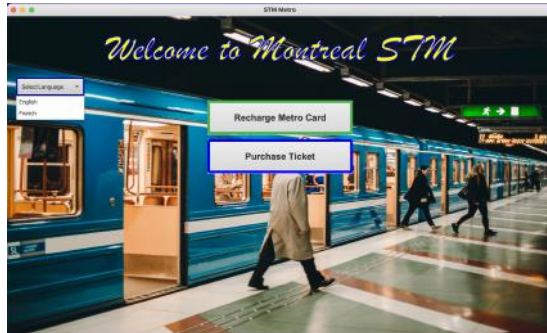 STM Metro
Welcome to Montreal STM
Select Language
English
French
Recharge Metro Card
Purchase Ticket